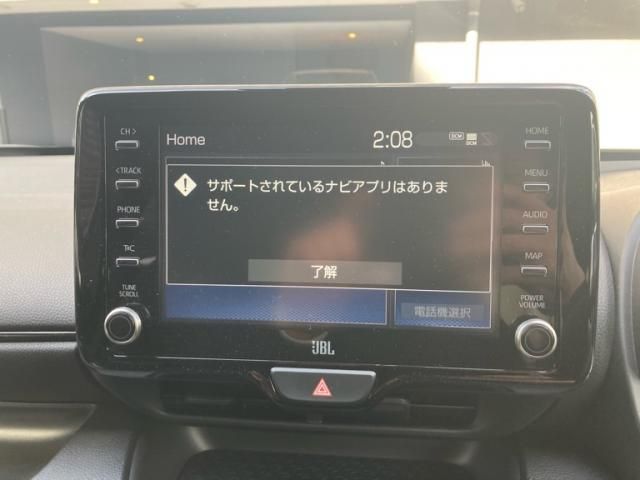 CH >
Home
2:08
DCM
DCM
HOME
<TRACK
MENU
サポートされているナビアプリはありま
せん。
PHONE
AUDIO
T&C
了解
MAP
TUNE
SCROLL
電話機選択
POWER
VOLUME
JBL